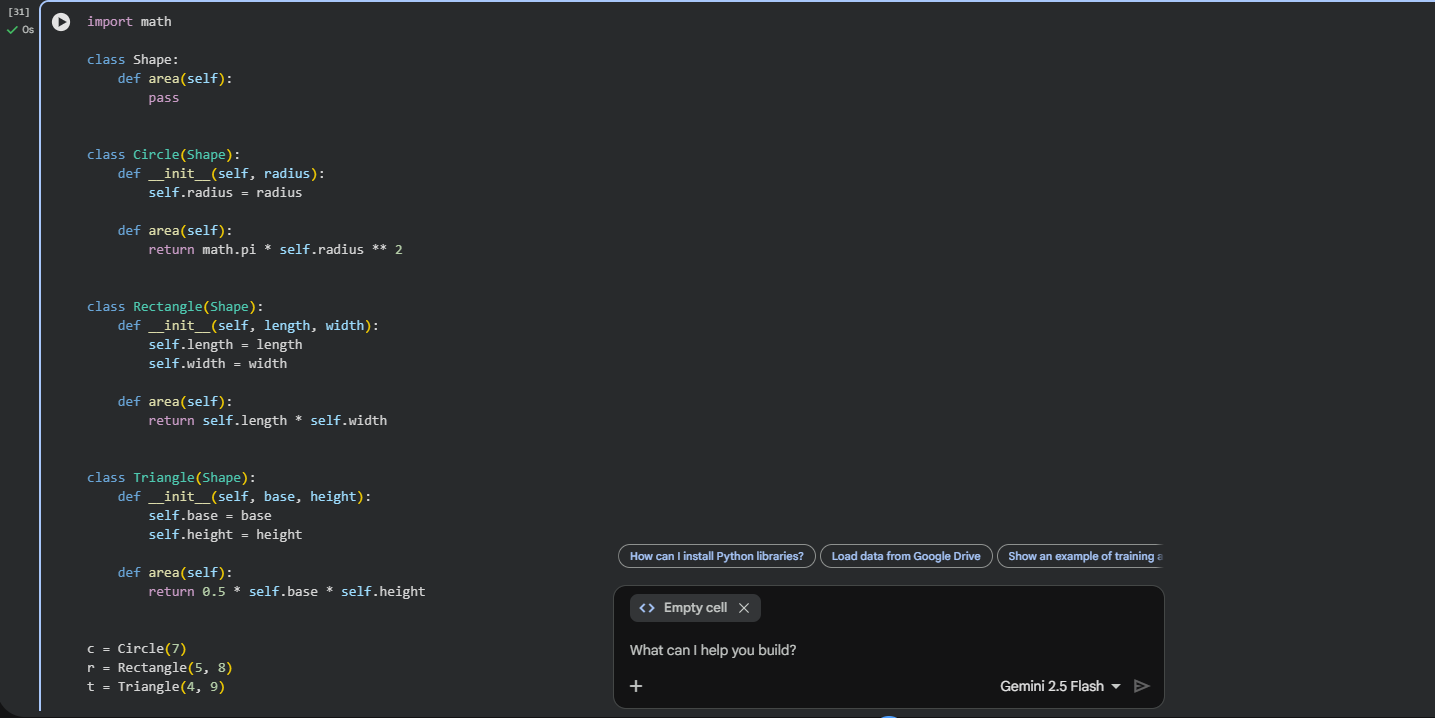 [31]
0s
import math
class Shape:
    def area(self):
        pass
class Circle(Shape):
    def __init__(self, radius):
        self.radius = radius
    def area(self):
        return math.pi * self.radius ** 2
class Rectangle(Shape):
    def __init__(self, length, width):
        self.length = length
        self.width = width
    def area(self):
        return self.length * self.width
class Triangle(Shape):
    def __init__(self, base, height):
        self.base = base
        self.height = height
    def area(self):
        return 0.5 * self.base * self.height
c = Circle(7)
r = Rectangle(5, 8)
t = Triangle(4, 9)
How can I install Python libraries?
Load data from Google Drive
Show an example of training
Empty cell
What can I help you build?
Gemini 2.5 Flash